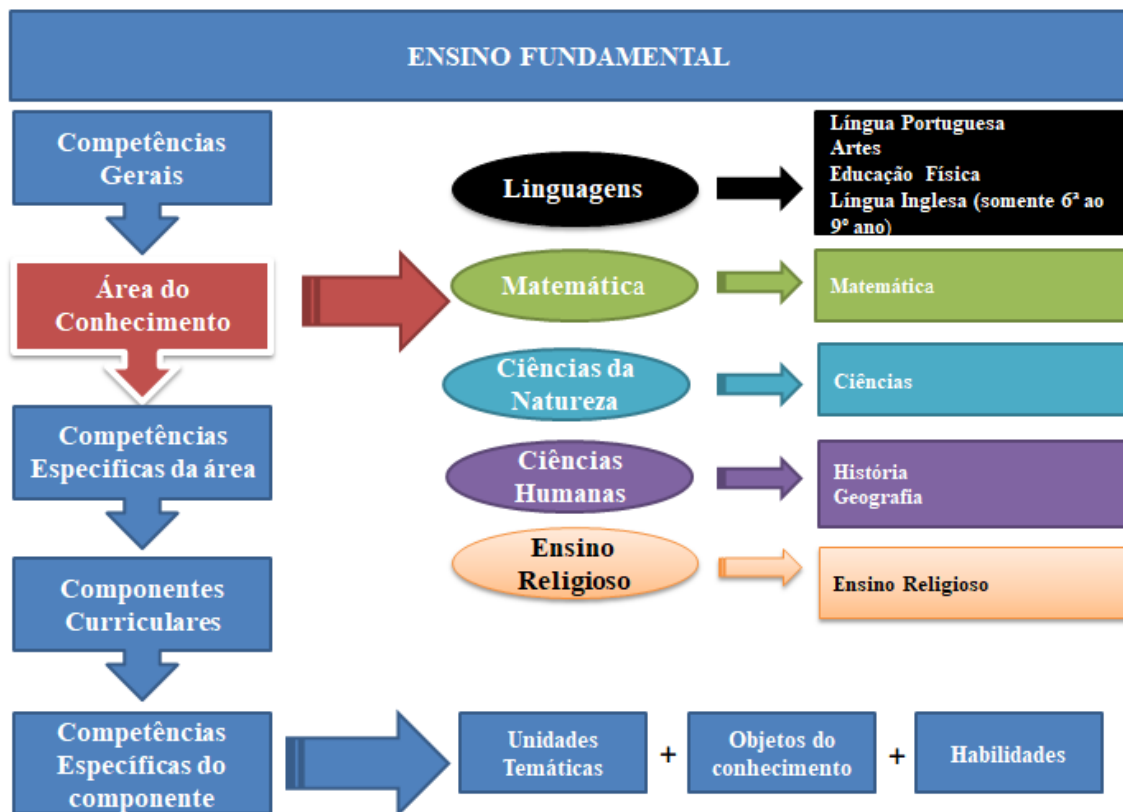 ENSINO FUNDAMENTAL
Competências
Gerais
Área do
Conhecimento
Competências
Especificas da área
Componentes
Curriculares
Competências
Específicas do
componente
Linguagens
Língua Portuguesa
Artes
Educação Física
Língua Inglesa (somente 6ª ao
9º ano)
Matemática
Matemática
Ciências da
Natureza
Ciências
Ciências
Humanas
História
Geografia
Ensino
Religioso
Ensino Religioso
Unidades
Temáticas
+
Objetos do
conhecimento
+
Habilidades